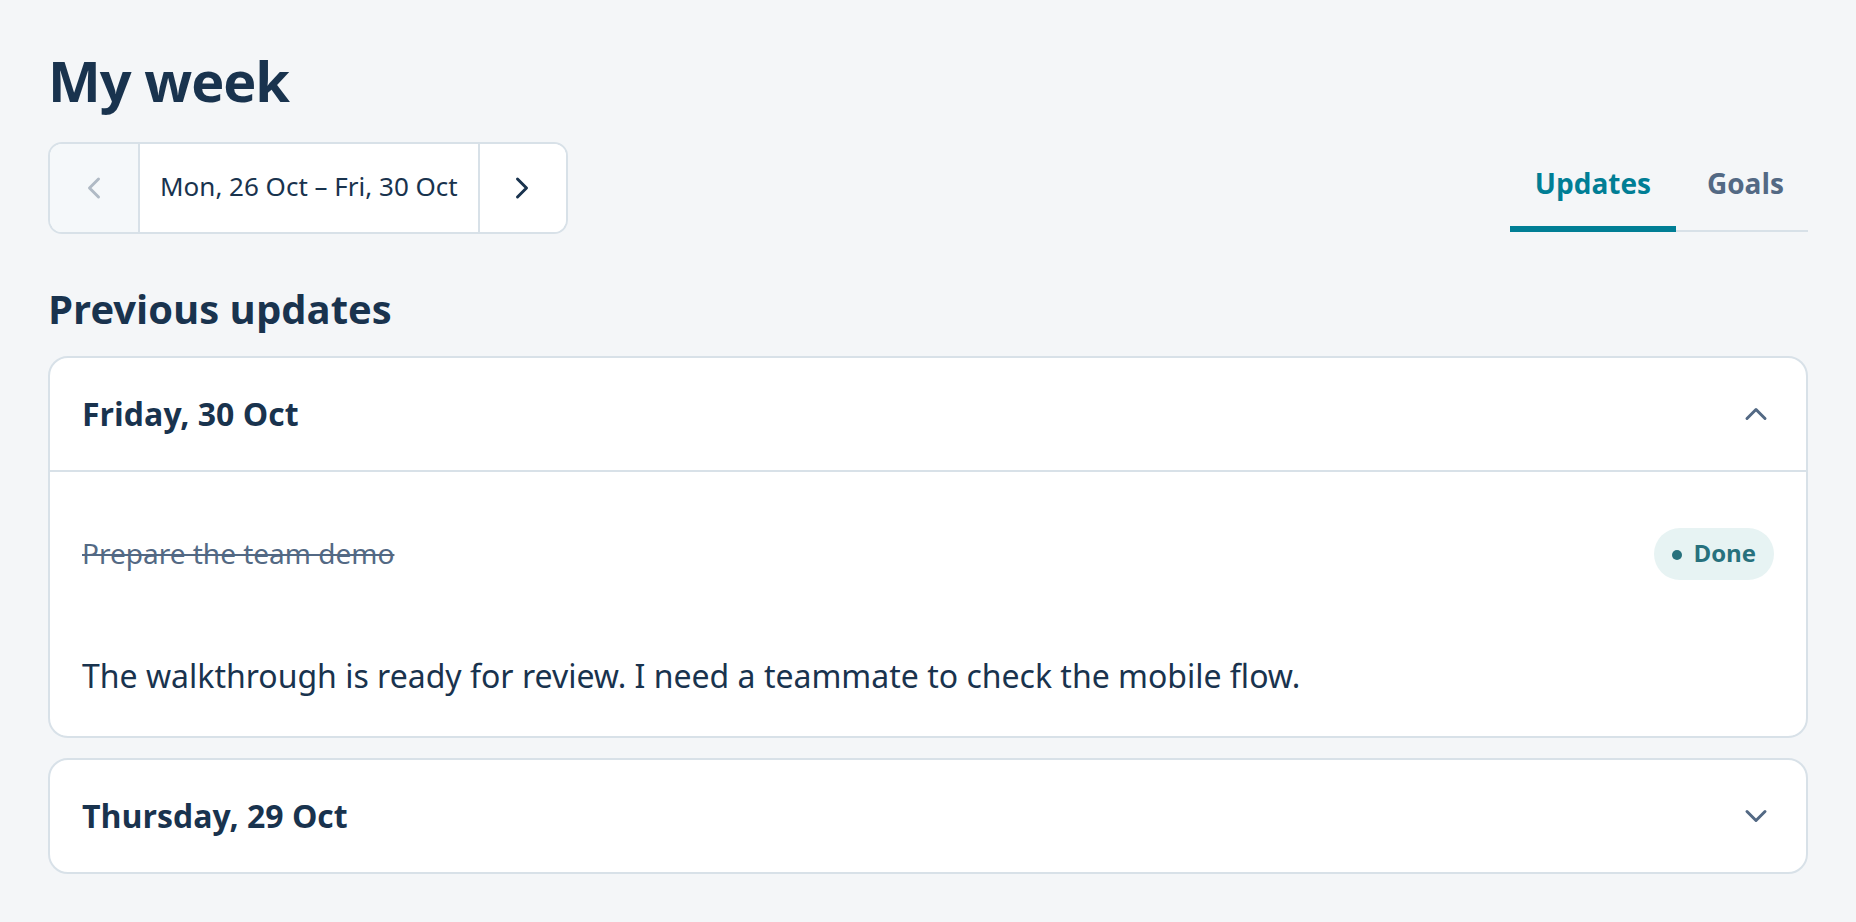 My week
Mon, 26 Oct – Fri, 30 Oct
Updates
Goals
Previous updates
Friday, 30 Oct
Prepare the team demo
Done
The walkthrough is ready for review. I need a teammate to check the mobile flow.
Thursday, 29 Oct